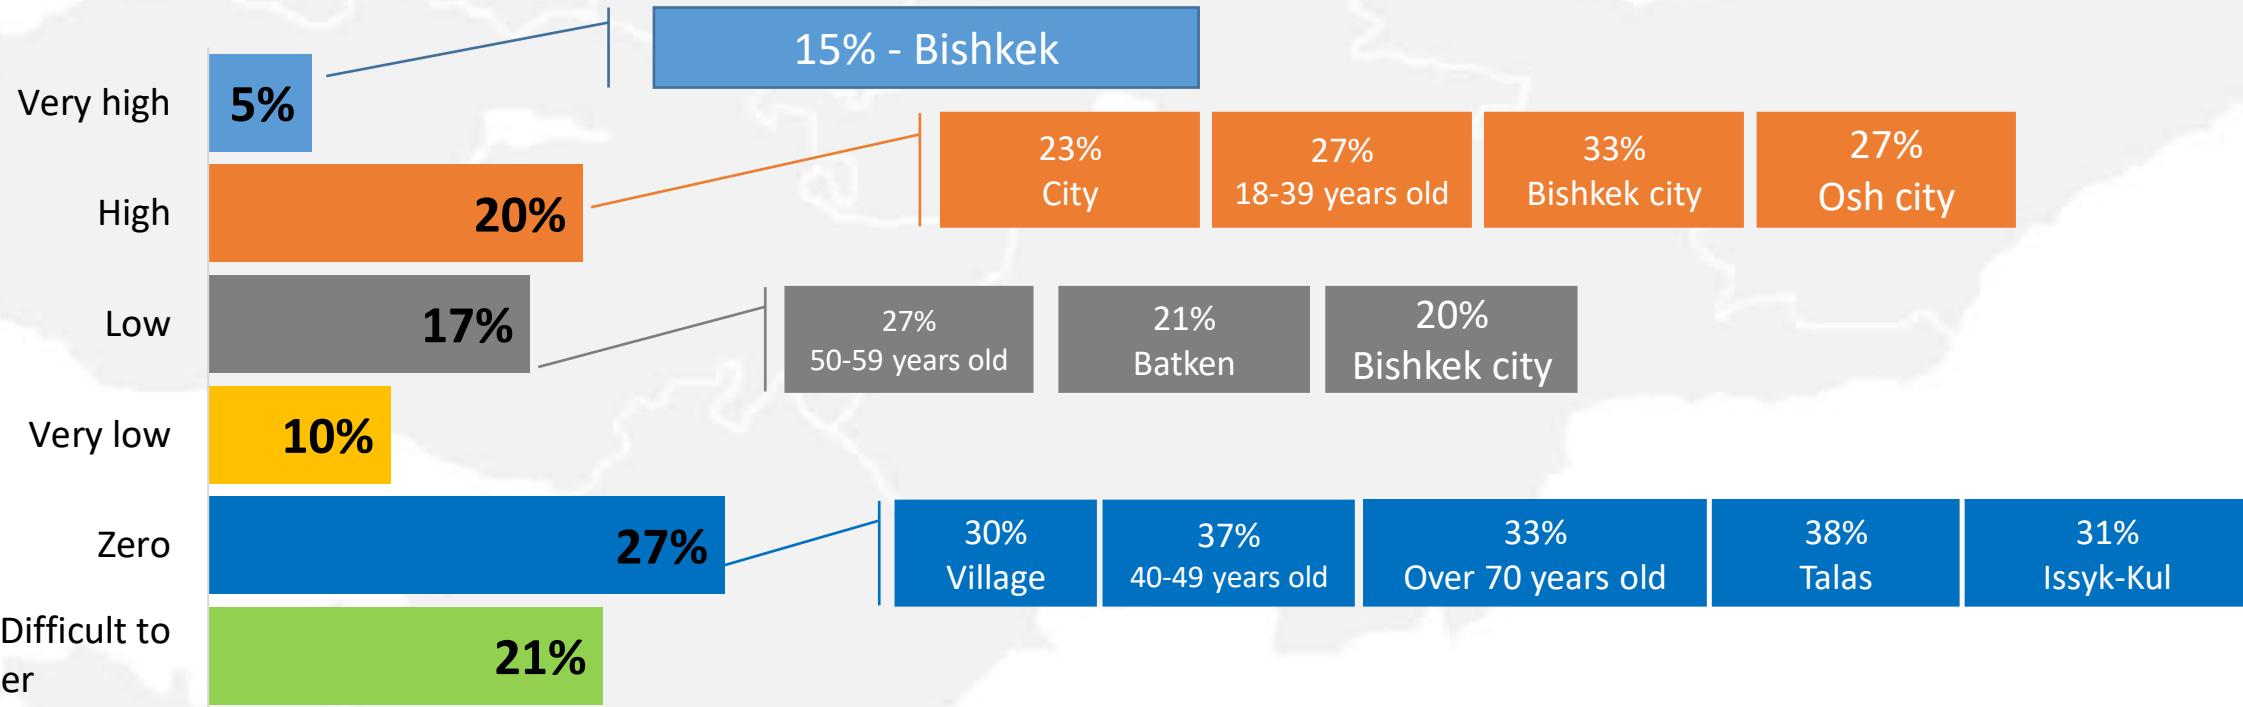 15% - Bishkek
Very high
5%
23%
City
27%
18-39 years old
33%
Bishkek city
27%
Osh city
High
20%
Low
17%
27%
50-59 years old
21%
Batken
20%
Bishkek city
Very low
10%
Zero
27%
30%
Village
37%
40-49 years old
33%
Over 70 years old
38%
Talas
31%
Issyk-Kul
Difficult to
er
21%